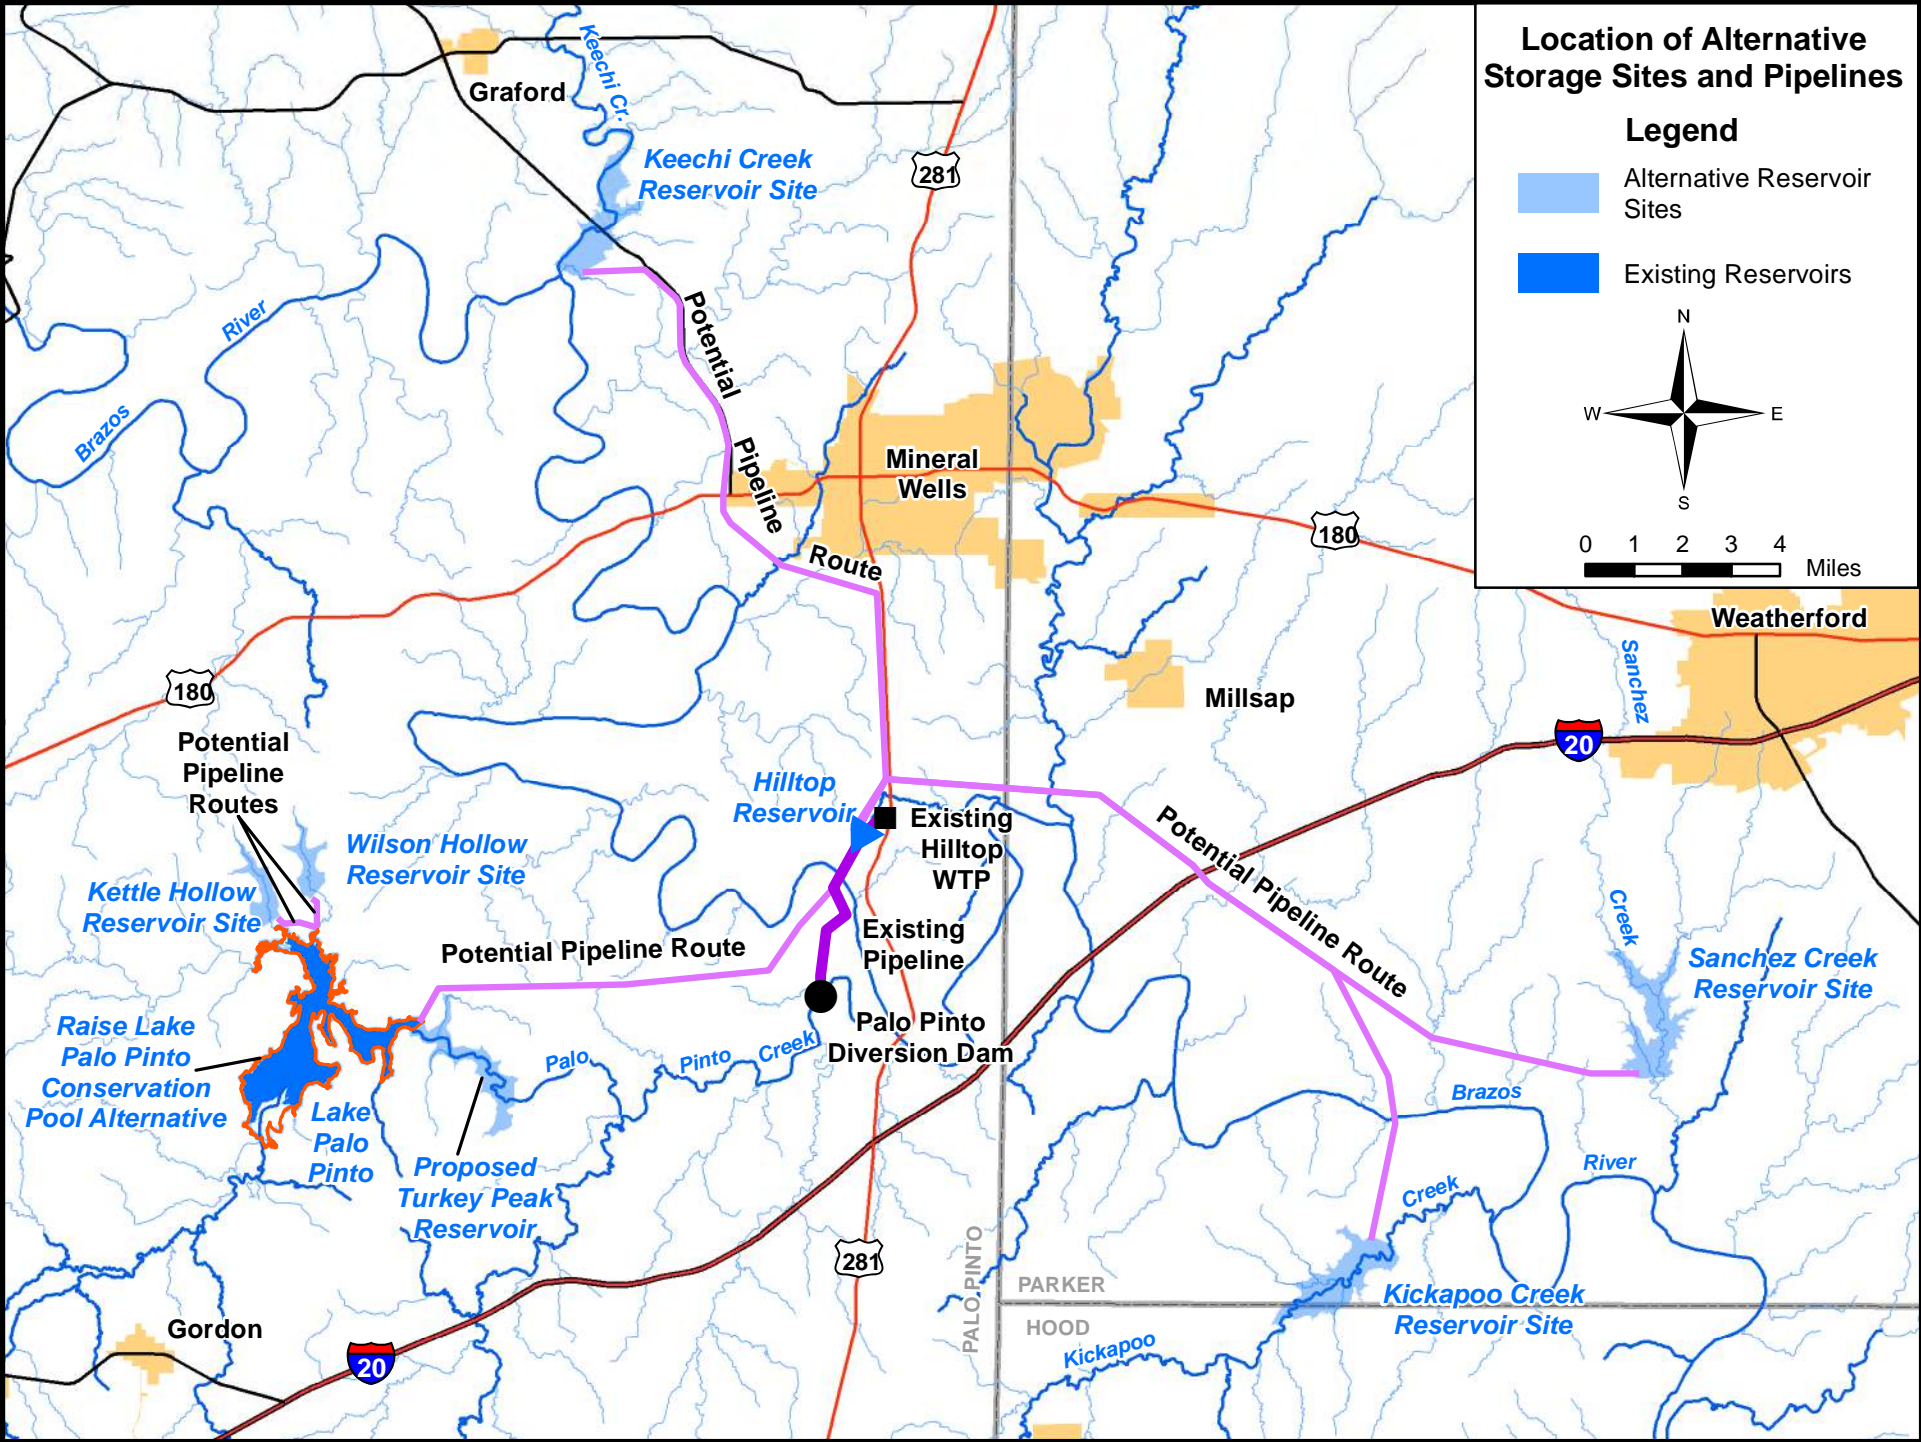 Location of Alternative
Storage Sites and Pipelines
Legend
Alternative Reservoir
Sites
Existing Reservoirs
N
W
E
S
0 1 2 3 4
Miles
Graford
Keechi Cr.
Keechi Creek
Reservoir Site
281
River
Brazos
Potential
Pipeline
Route
Mineral
Wells
180
Weatherford
Sanchez
Millsap
180
20
Potential
Pipeline
Routes
Hilltop
Reservoir
Existing
Hilltop
WTP
Potential Pipeline Route
Wilson Hollow
Reservoir Site
Kettle Hollow
Reservoir Site
Creek
Potential Pipeline Route
Existing
Pipeline
Sanchez Creek
Reservoir Site
Raise Lake
Palo Pinto
Conservation
Pool Alternative
Palo Pinto
Diversion Dam
Palo
Pinto
Creek
Lake
Palo
Pinto
Brazos
River
Proposed
Turkey Peak
Reservoir
Creek
281
PALO PINTO
PARKER
HOOD
Kickapoo Creek
Reservoir Site
Kickapoo
Gordon
20